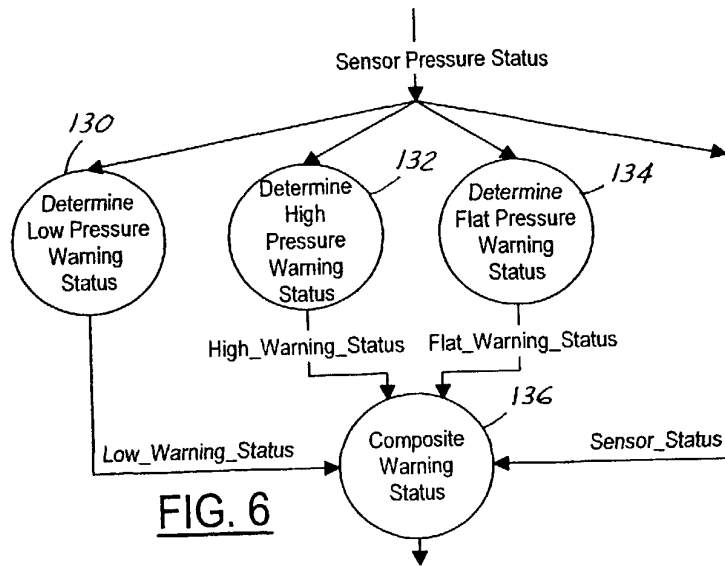 Sensor Pressure Status
130
Determine
Low Pressure
Warning
Status
132
Determine
High
Pressure
Warning
Status
134
Determine
Flat Pressure
Warning
Status
High_Warning_Status
Flat_Warning_Status
136
Composite
Warning
Status
Low_Warning_Status
Sensor_Status
FIG. 6